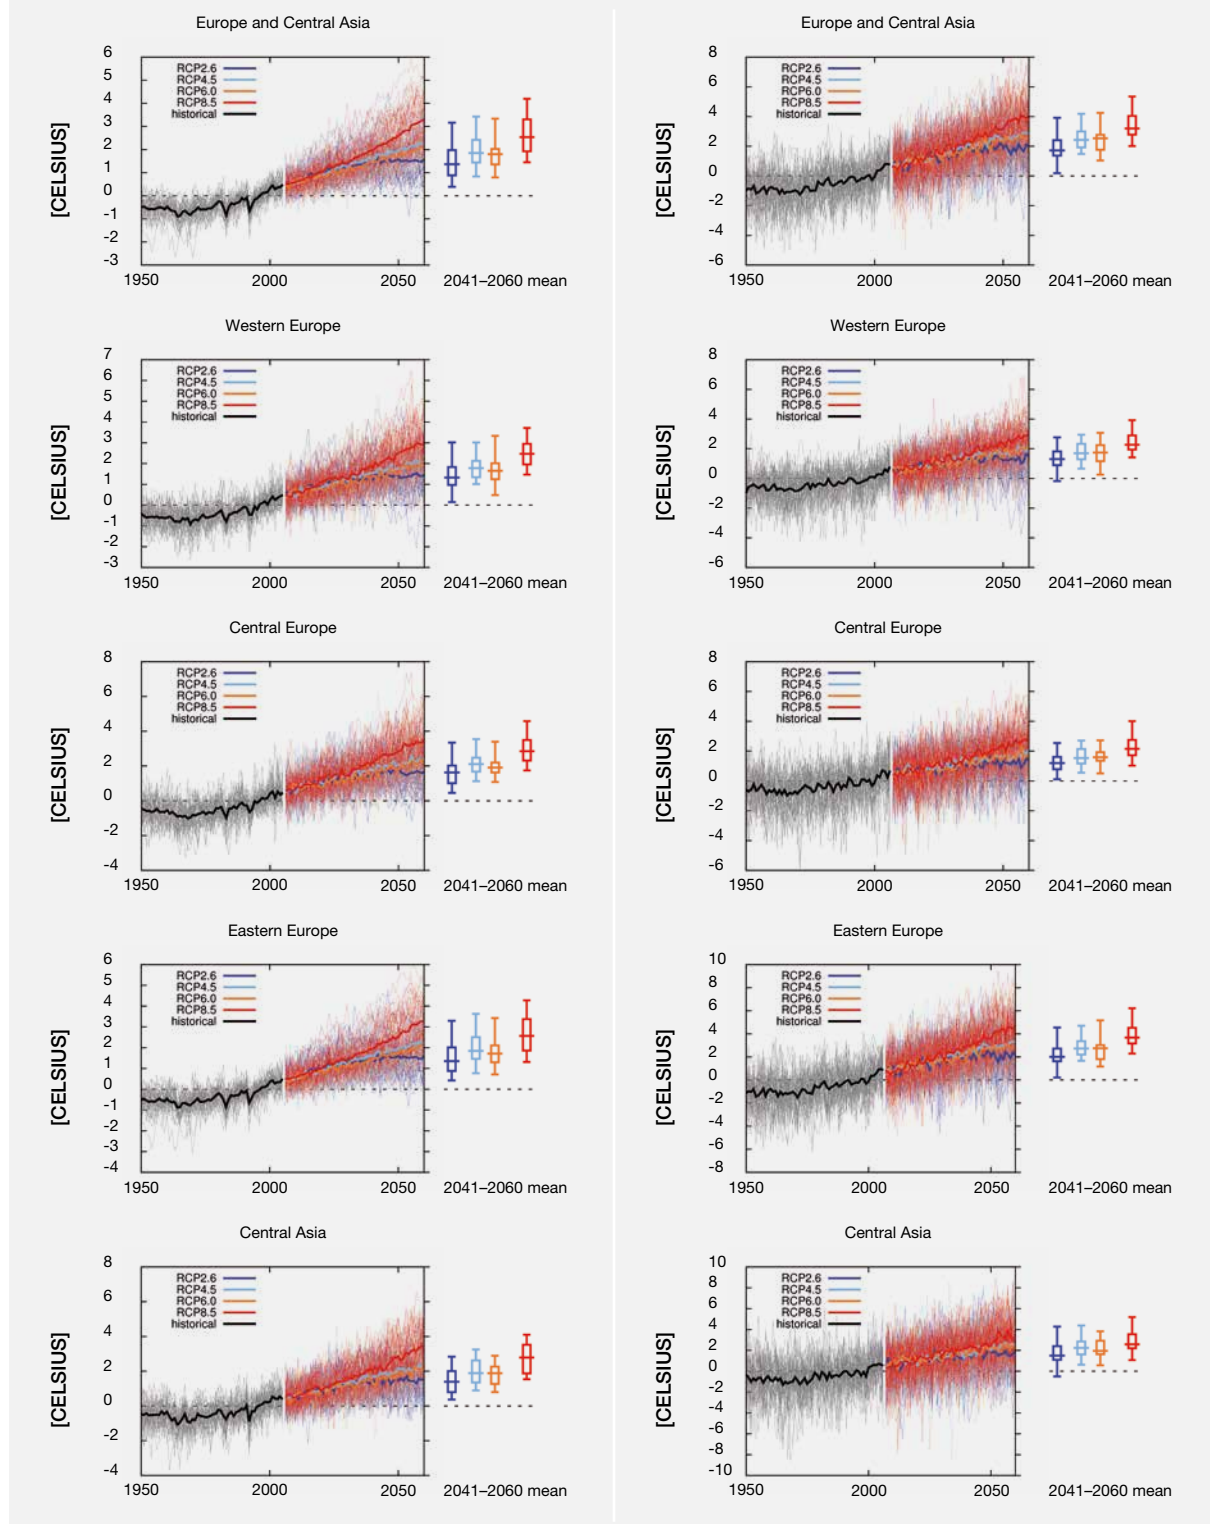 Europe and Central Asia
6
5
4
3
2
1
0
-1
-2
-3
[CELSIUS]
RCP2.6
RCP4.5
RCP6.0
RCP8.5
historical
1950 2000 2050 2041–2060 mean
Europe and Central Asia
8
6
4
2
0
-2
-4
-6
[CELSIUS]
RCP2.6
RCP4.5
RCP6.0
RCP8.5
historical
1950 2000 2050 2041–2060 mean
Western Europe
7
6
5
4
3
2
1
0
-1
-2
-3
[CELSIUS]
RCP2.6
RCP4.5
RCP6.0
RCP8.5
historical
1950 2000 2050 2041–2060 mean
Western Europe
8
6
4
2
0
-2
-4
-6
[CELSIUS]
RCP2.6
RCP4.5
RCP6.0
RCP8.5
historical
1950 2000 2050 2041–2060 mean
Central Europe
8
6
4
2
0
-2
-4
[CELSIUS]
RCP2.6
RCP4.5
RCP6.0
RCP8.5
historical
1950 2000 2050 2041–2060 mean
Central Europe
8
6
4
2
0
-2
-4
-6
[CELSIUS]
RCP2.6
RCP4.5
RCP6.0
RCP8.5
historical
1950 2000 2050 2041–2060 mean
Eastern Europe
6
5
4
3
2
1
0
-1
-2
-3
-4
[CELSIUS]
RCP2.6
RCP4.5
RCP6.0
RCP8.5
historical
1950 2000 2050 2041–2060 mean
Eastern Europe
10
8
6
4
2
0
-2
-4
-6
-8
[CELSIUS]
RCP2.6
RCP4.5
RCP6.0
RCP8.5
historical
1950 2000 2050 2041–2060 mean
Central Asia
8
6
4
2
0
-2
-4
[CELSIUS]
RCP2.6
RCP4.5
RCP6.0
RCP8.5
historical
1950 2000 2050 2041–2060 mean
Central Asia
10
8
6
4
2
0
-2
-4
-6
-8
-10
[CELSIUS]
RCP2.6
RCP4.5
RCP6.0
RCP8.5
historical
1950 2000 2050 2041–2060 mean